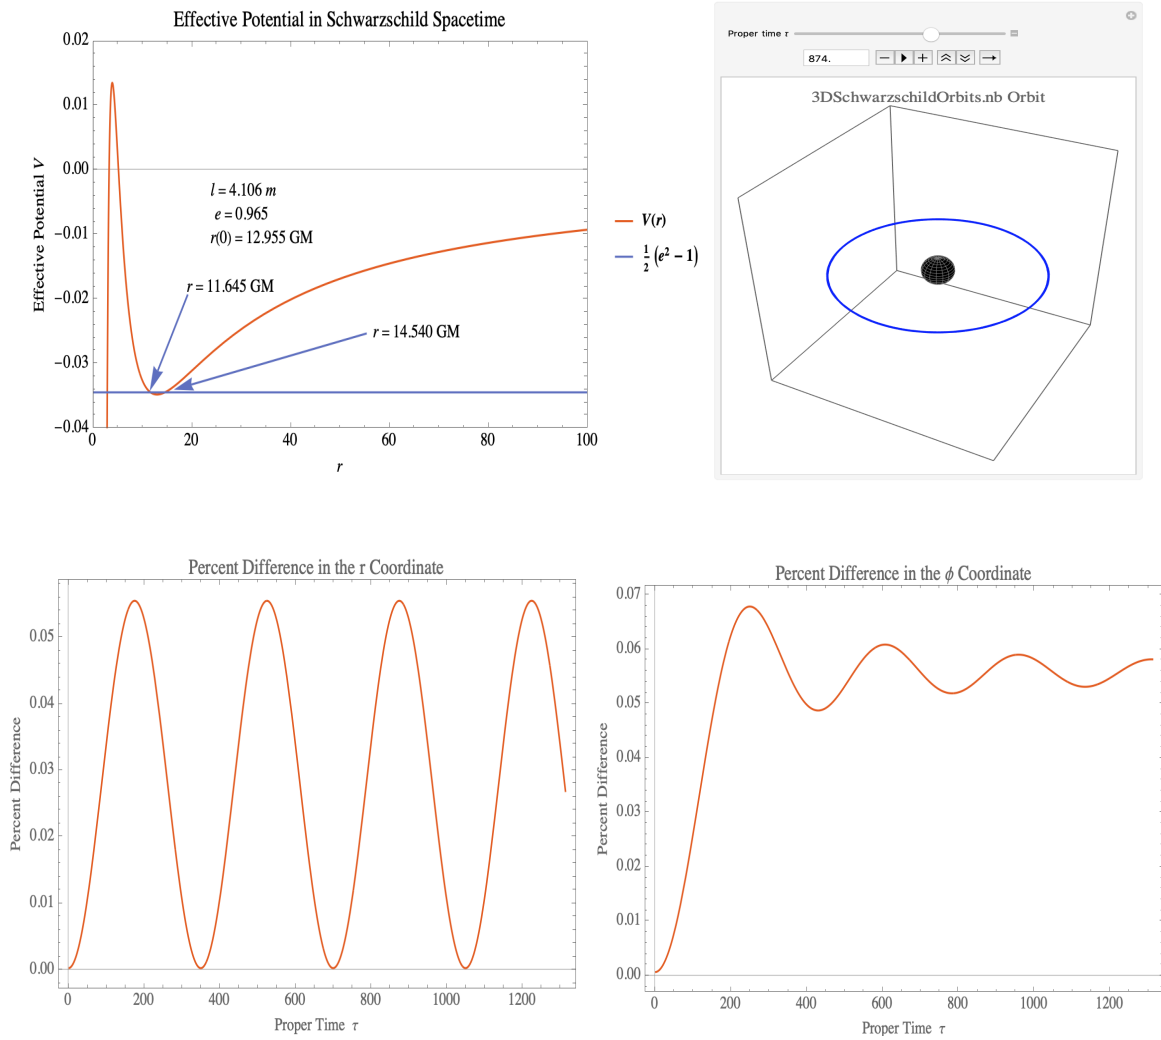 Effective Potential in Schwarzschild Spacetime
0.02
0.01
0.00
−0.01
−0.02
−0.03
−0.04
Effective Potential V
l = 4.106 m
e = 0.965
r(0) = 12.955 GM
r = 11.645 GM
r = 14.540 GM
0 20 40 60 80 100
r
V(r)
1/2 (e² − 1)
Proper time τ
874.
3DSchwarzschildOrbits.nb Orbit
Percent Difference in the r Coordinate
0.05
0.04
0.03
0.02
0.01
0.00
Percent Difference
0 200 400 600 800 1000 1200
Proper Time τ
Percent Difference in the ϕ Coordinate
0.07
0.06
0.05
0.04
0.03
0.02
0.01
0.00
Percent Difference
0 200 400 600 800 1000 1200
Proper Time τ